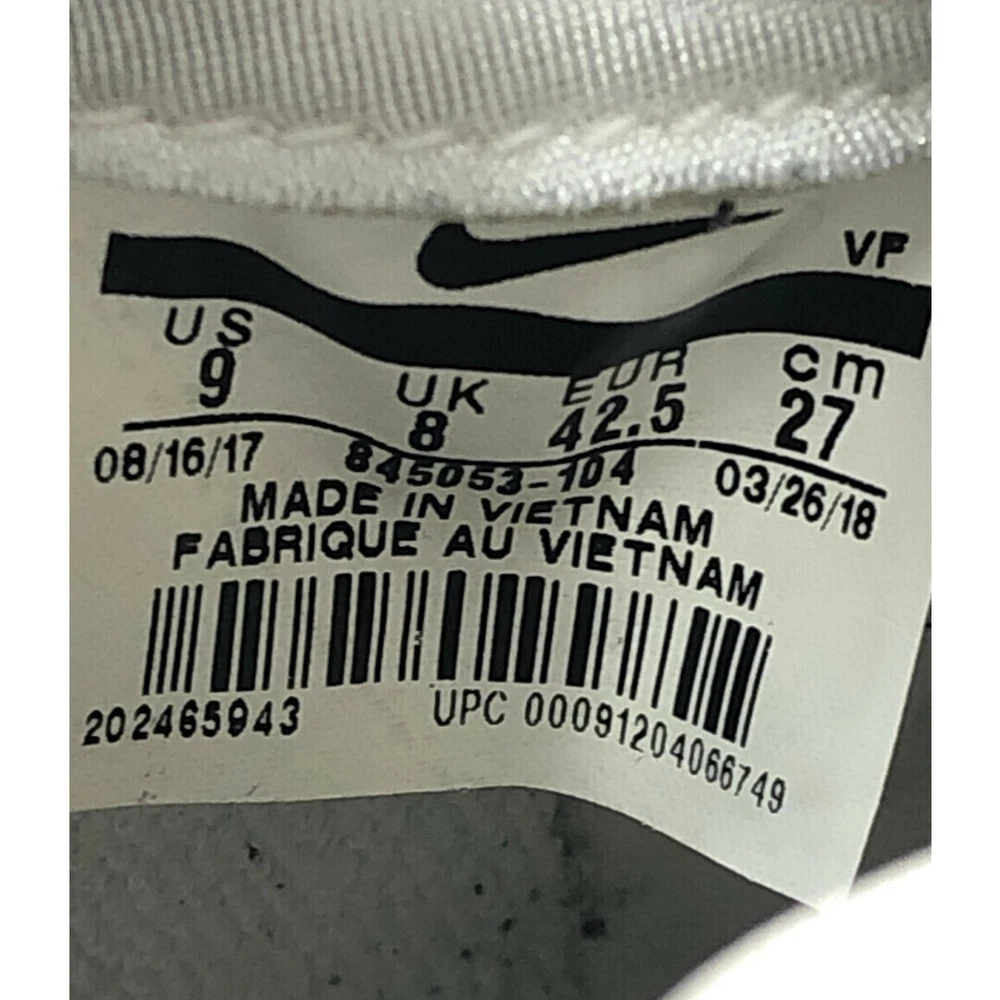 VF
US UK EUR cm
9 8 42.5 27
08/16/17 845053-104 03/26/18
MADE IN VIETNAM
FABRIQUE AU VIETNAM
202465943 UPC 00091204066749